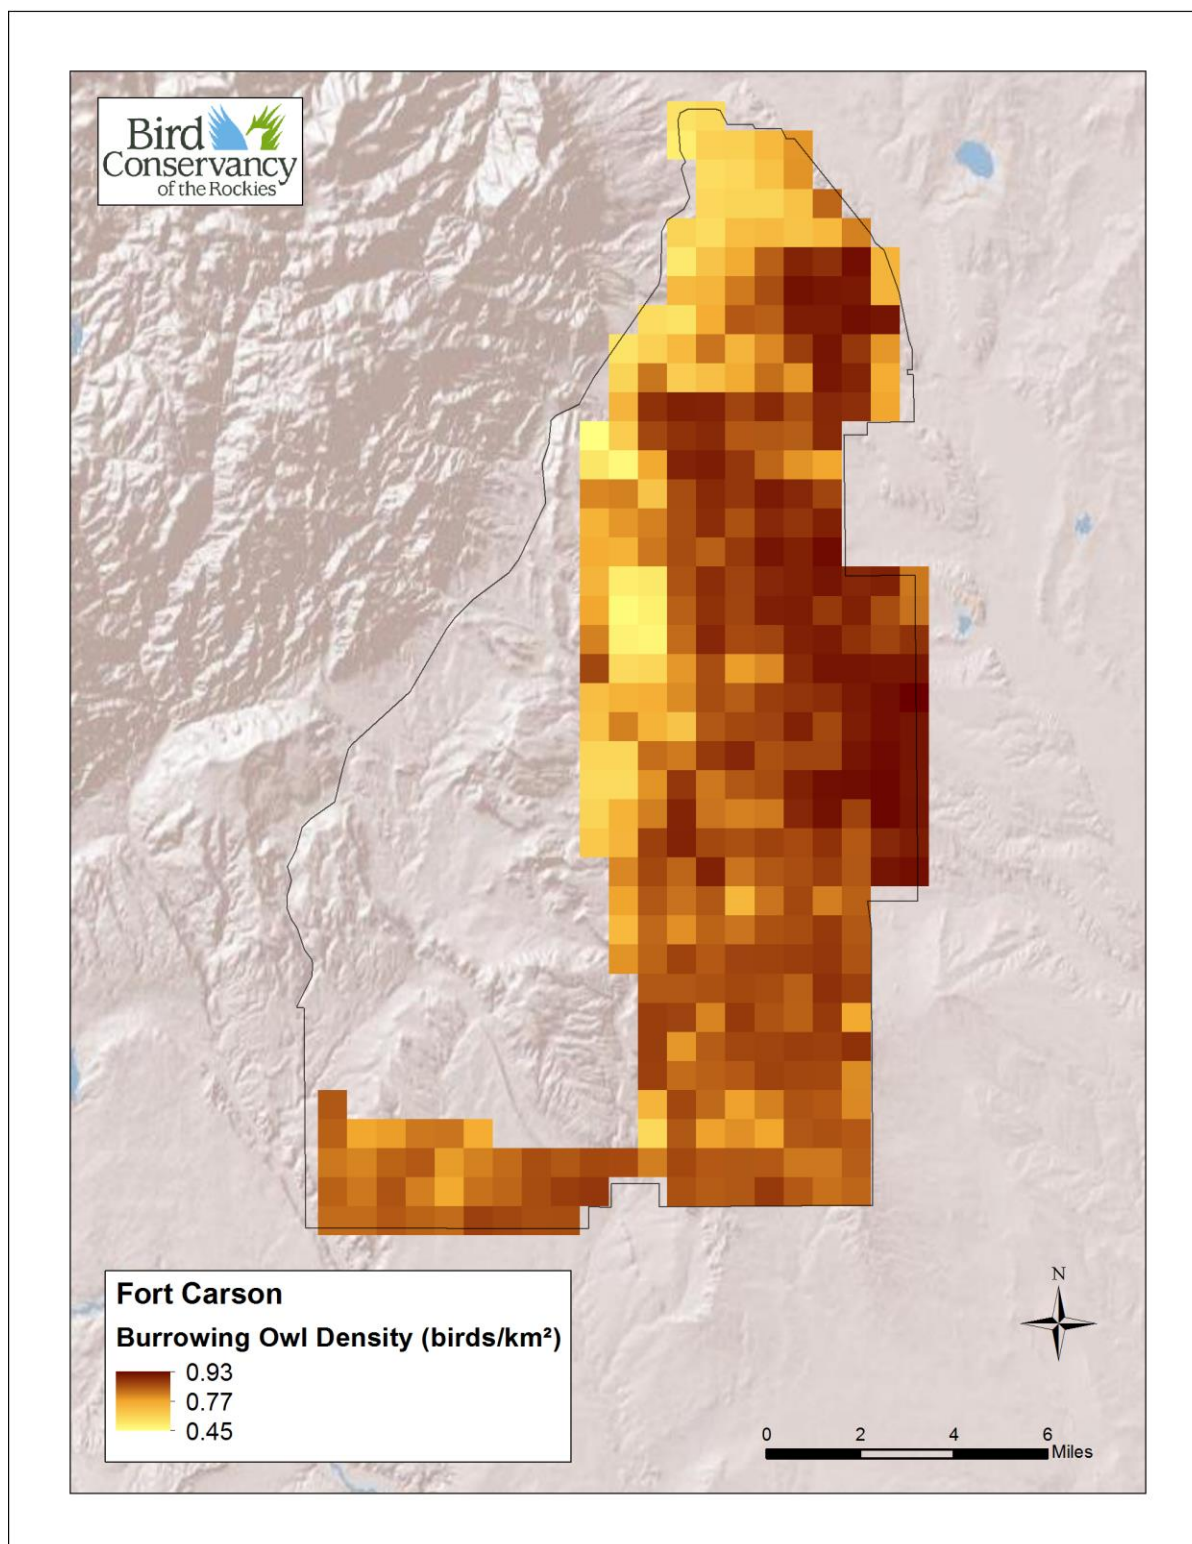 Bird
Conservancy
of the Rockies
Fort Carson
Burrowing Owl Density (birds/km²)
0.93
0.77
0.45
N
0 2 4 6
Miles